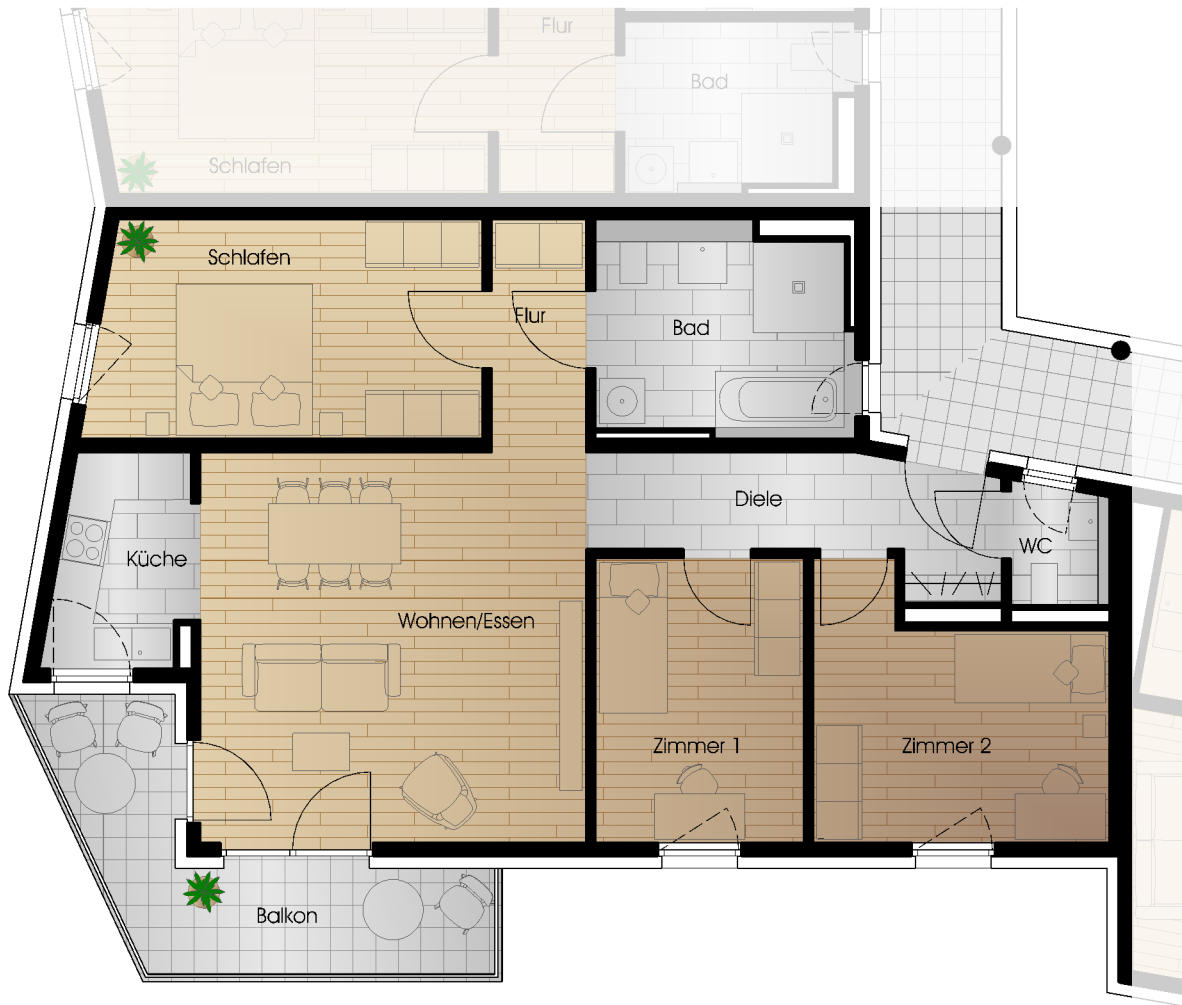 Flur
Bad
Schlafen
Schlafen
Flur
Bad
Diele
WC
Küche
Wohnen/Essen
Zimmer 1
Zimmer 2
Balkon